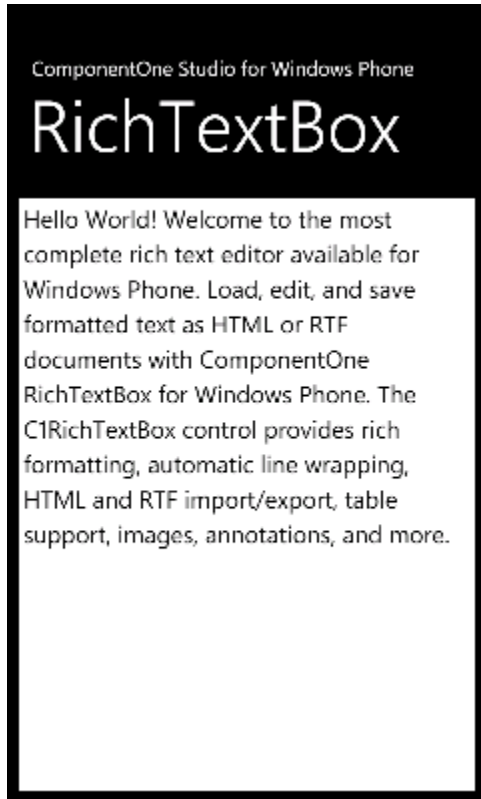 ComponentOne Studio for Windows Phone
RichTextBox
Hello World! Welcome to the most
complete rich text editor available for
Windows Phone. Load, edit, and save
formatted text as HTML or RTF
documents with ComponentOne
RichTextBox for Windows Phone. The
C1RichTextBox control provides rich
formatting, automatic line wrapping,
HTML and RTF import/export, table
support, images, annotations, and more.